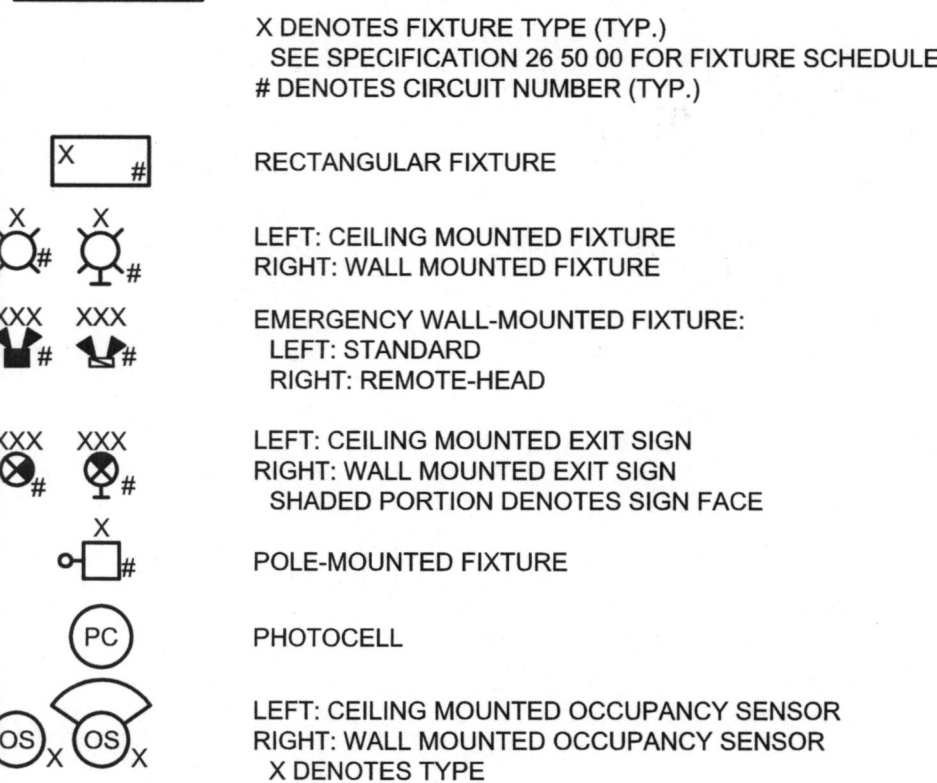 X DENOTES FIXTURE TYPE (TYP.)
SEE SPECIFICATION 26 50 00 FOR FIXTURE SCHEDULE
# DENOTES CIRCUIT NUMBER (TYP.)
X # RECTANGULAR FIXTURE
X X
# # LEFT: CEILING MOUNTED FIXTURE
RIGHT: WALL MOUNTED FIXTURE
XXX XXX EMERGENCY WALL-MOUNTED FIXTURE:
# # LEFT: STANDARD
RIGHT: REMOTE-HEAD
XXX XXX LEFT: CEILING MOUNTED EXIT SIGN
# # RIGHT: WALL MOUNTED EXIT SIGN
SHADED PORTION DENOTES SIGN FACE
X
# POLE-MOUNTED FIXTURE
PC PHOTOCELL
LEFT: CEILING MOUNTED OCCUPANCY SENSOR
OS X OS X RIGHT: WALL MOUNTED OCCUPANCY SENSOR
X DENOTES TYPE